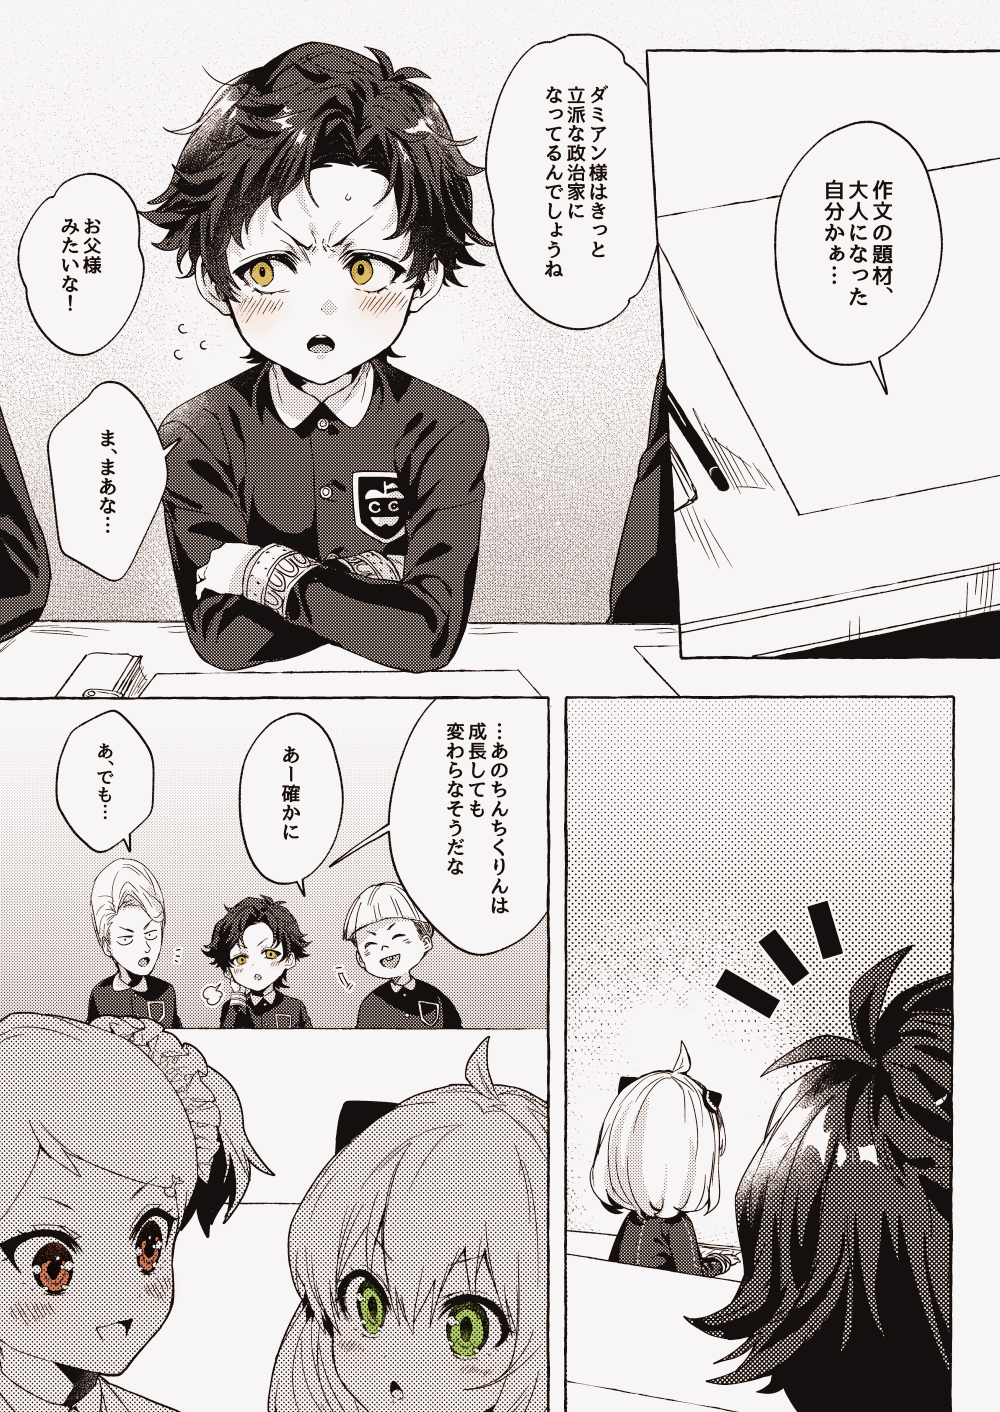 作文の題材、
大人になった
自分かぁ…
ダミアン様はきっと
立派な政治家に
なってるんでしょうね
お父様
みたいな！
ま、まあな…
…あのちんちくりんは
成長しても
変わらなそうだな
あー確かに
あ、でも…